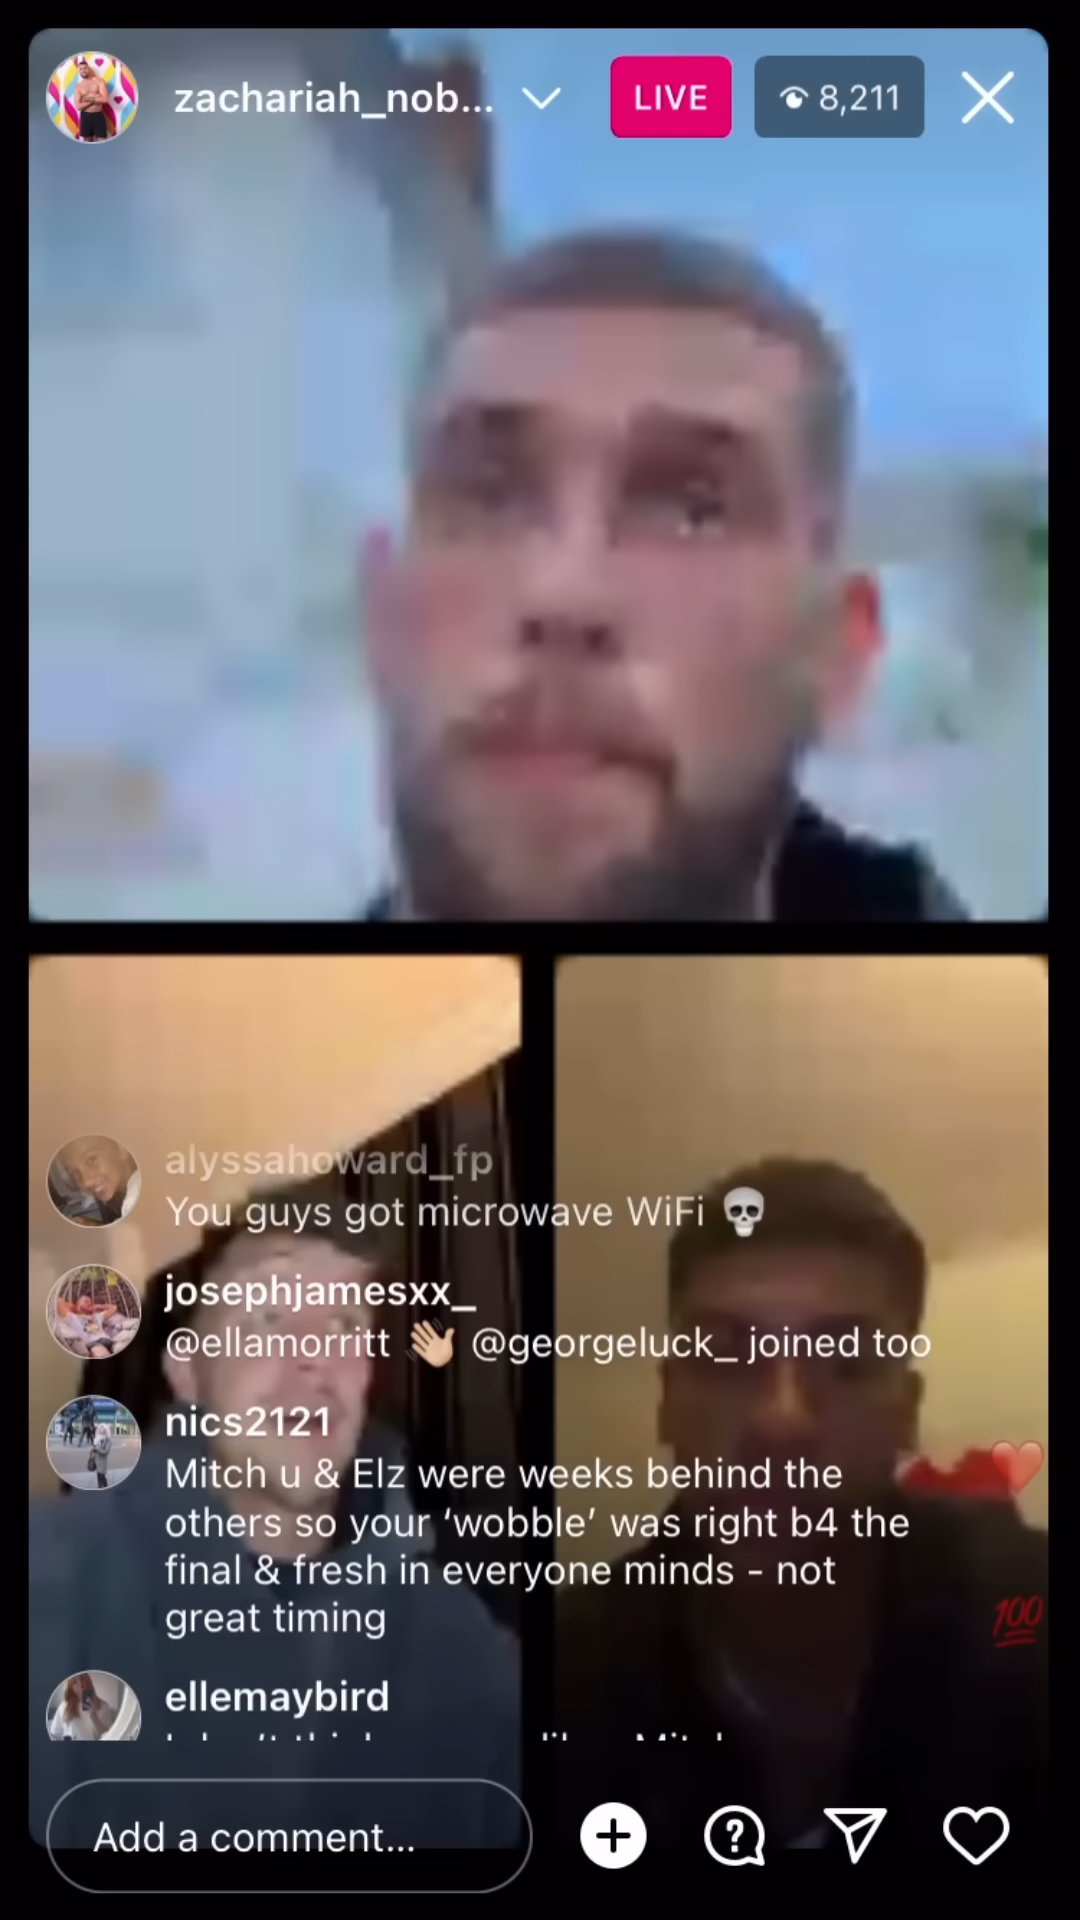 zachariah_nob...
LIVE
8,211
alyssahoward_fp
You guys got microwave WiFi 💀
josephjamesxx_
@ellamorritt 👋🏼 @georgeluck_ joined too
nics2121
Mitch u & Elz were weeks behind the
others so your ‘wobble’ was right b4 the
final & fresh in everyone minds - not
great timing
💯
ellemaybird
Add a comment...